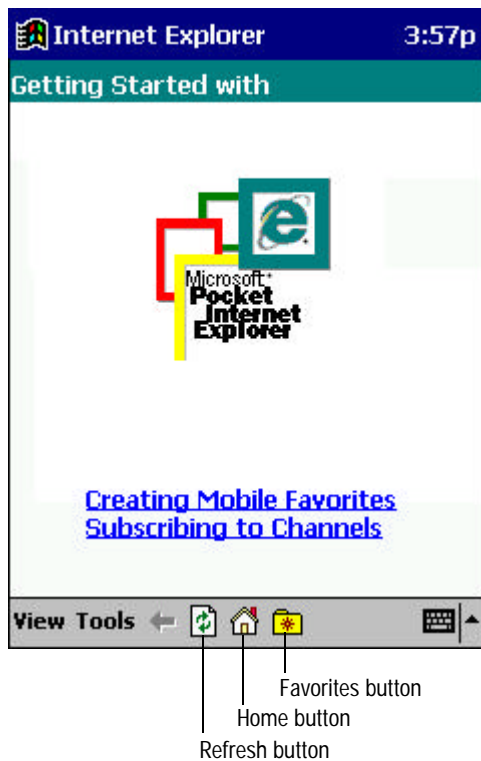 Internet Explorer 3:57p
Getting Started with
Microsoft
Pocket
Internet
Explorer
Creating Mobile Favorites
Subscribing to Channels
View Tools
Favorites button
Home button
Refresh button